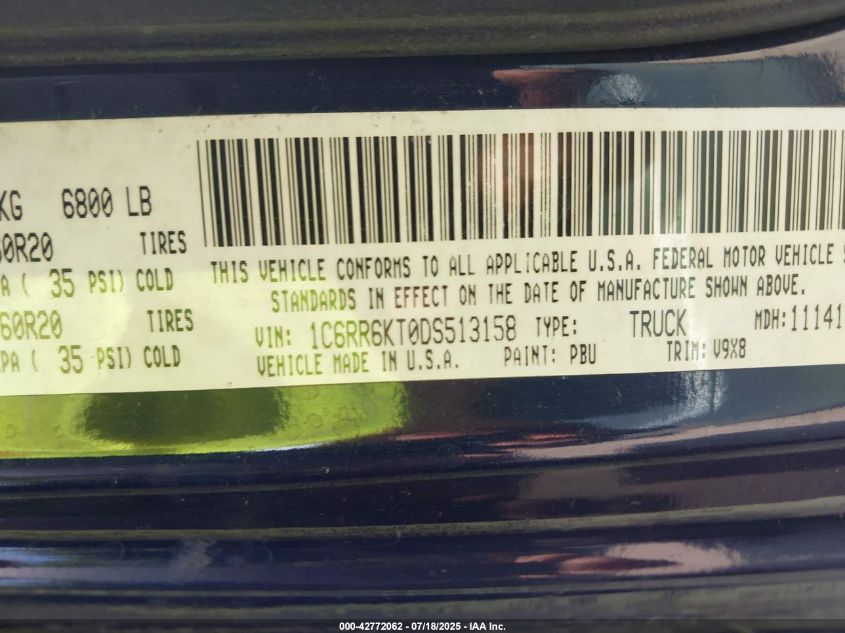 KG 6800 LB
60R20 TIRES
PA ( 35 PSI) COLD
60R20 TIRES
KPA ( 35 PSI) COLD
THIS VEHICLE CONFORMS TO ALL APPLICABLE U.S.A. FEDERAL MOTOR VEHICLE S
STANDARDS IN EFFECT ON THE DATE OF MANUFACTURE SHOWN ABOVE.
VIN: 1C6RR6KT0DS513158 TYPE: TRUCK MDH:11141
VEHICLE MADE IN U.S.A. PAINT: PBU TRIM: V9X8
000-42772062 - 07/18/2025 - IAA Inc.